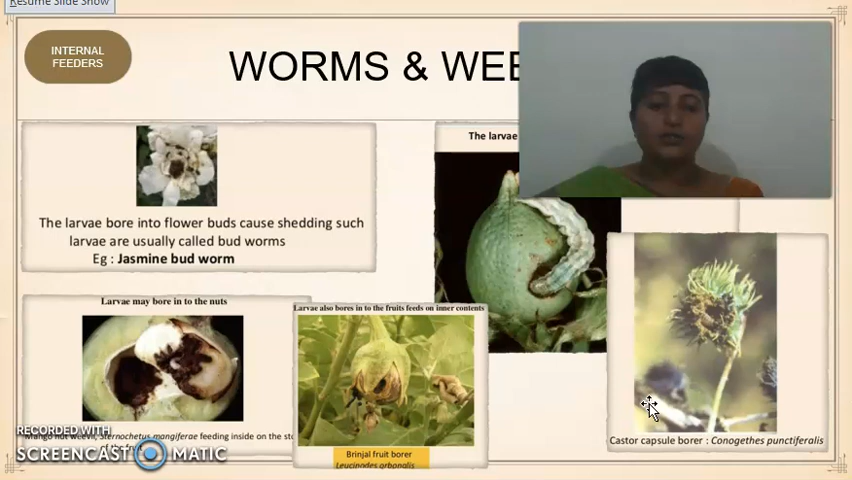 Resume Slide Show
INTERNAL
FEEDERS
WORMS & WEE
The larvae
The larvae bore into flower buds cause shedding such
larvae are usually called bud worms
Eg : Jasmine bud worm
Larvae may bore in to the nuts
Larvae also bores in to the fruits feeds on inner contents
Mango nut weevil, Sternochetus mangiferae feeding inside on the
Castor capsule borer : Conogethes punctiferalis
Brinjal fruit borer
Leucinodes orbonalis
RECORDED WITH
SCREENCAST MATIC